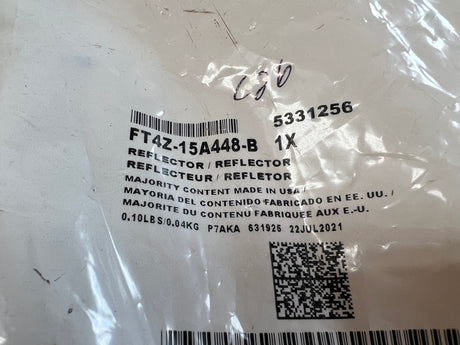 5331256
FT4Z-15A448-B 1X
REFLECTOR / REFLECTOR
REFLECTEUR / REFLETOR
MAJORITY CONTENT MADE IN USA /
MAYORIA DEL CONTENIDO FABRICADO EN EE. UU. /
MAJORITE DU CONTENU FABRIQUEE AUX E.-U.
0.10LBS/0.04KG P7AKA 631926 22JUL2021